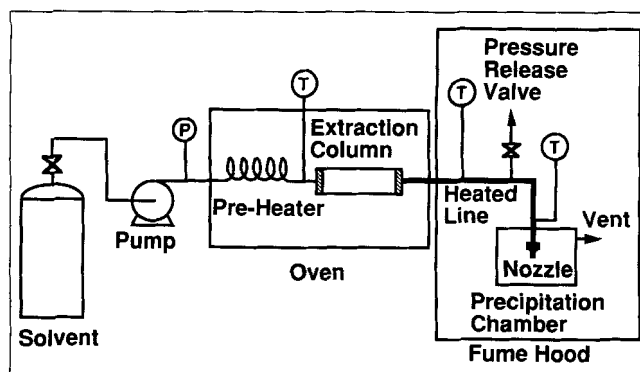 Pressure
Release
Valve
T
T
P
Extraction
Column
T
Pre-Heater
Heated
Line
Pump
Vent
Oven
Nozzle
Solvent
Precipitation
Chamber
Fume Hood